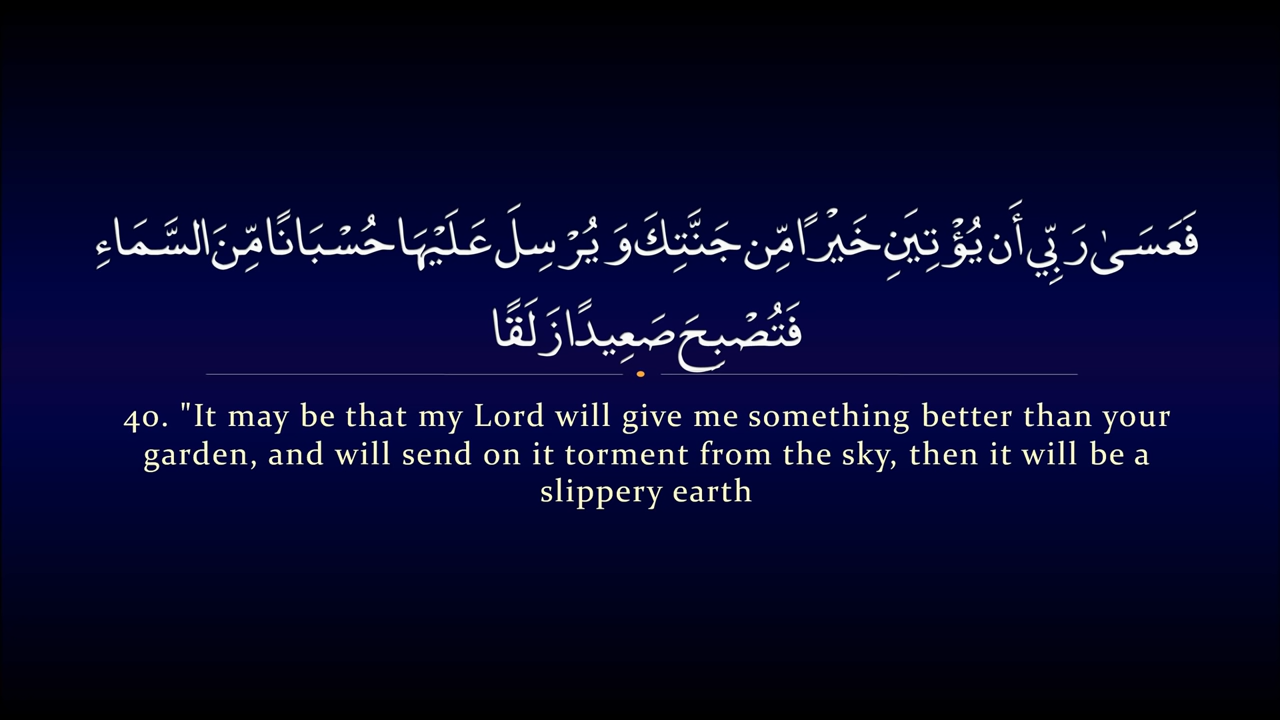 فَعَسَىٰ رَبِّي أَن يُؤْتِيَنِ خَيْرًا مِّن جَنَّتِكَ وَيُرْسِلَ عَلَيْهَا حُسْبَانًا مِّنَ السَّمَاءِ
فَتُصْبِحَ صَعِيدًا زَلَقًا
40. "It may be that my Lord will give me something better than your
garden, and will send on it torment from the sky, then it will be a
slippery earth